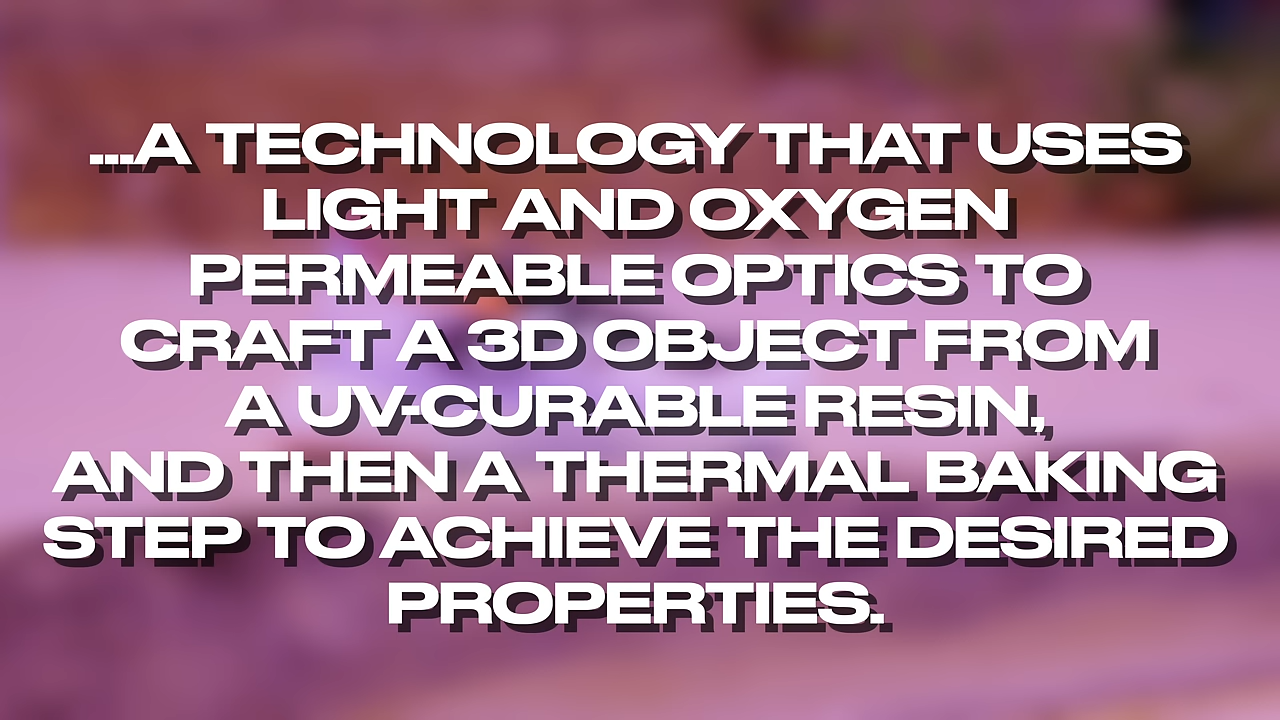 ...A TECHNOLOGY THAT USES
LIGHT AND OXYGEN
PERMEABLE OPTICS TO
CRAFT A 3D OBJECT FROM
A UV-CURABLE RESIN,
AND THEN A THERMAL BAKING
STEP TO ACHIEVE THE DESIRED
PROPERTIES.